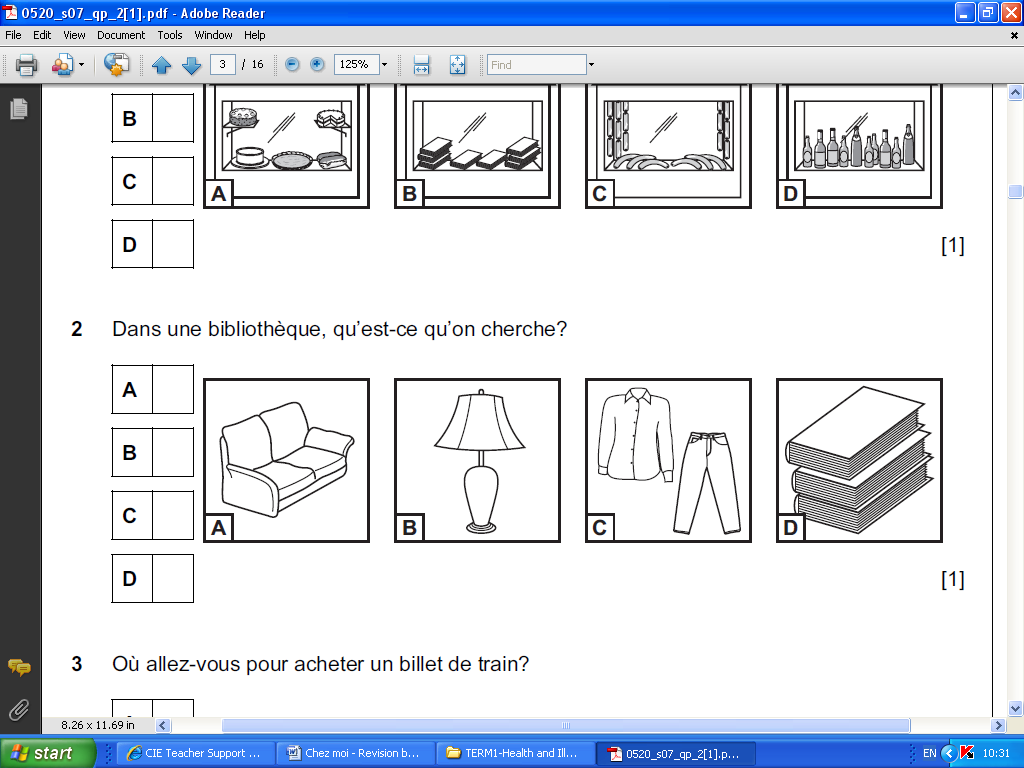 0520_s07_qp_2[1].pdf - Adobe Reader
File Edit View Document Tools Window Help
3 / 16 125% Find
B
C
A B C D
D
[1]
2 Dans une bibliothèque, qu'est-ce qu'on cherche?
A
B
C
A B C D
D
[1]
3 Où allez-vous pour acheter un billet de train?
8.26 x 11.69 in
start CIE Teacher Support ... Chez moi - Revision b... TERM1-Health and Ill... 0520_s07_qp_2[1].p... EN 10:31